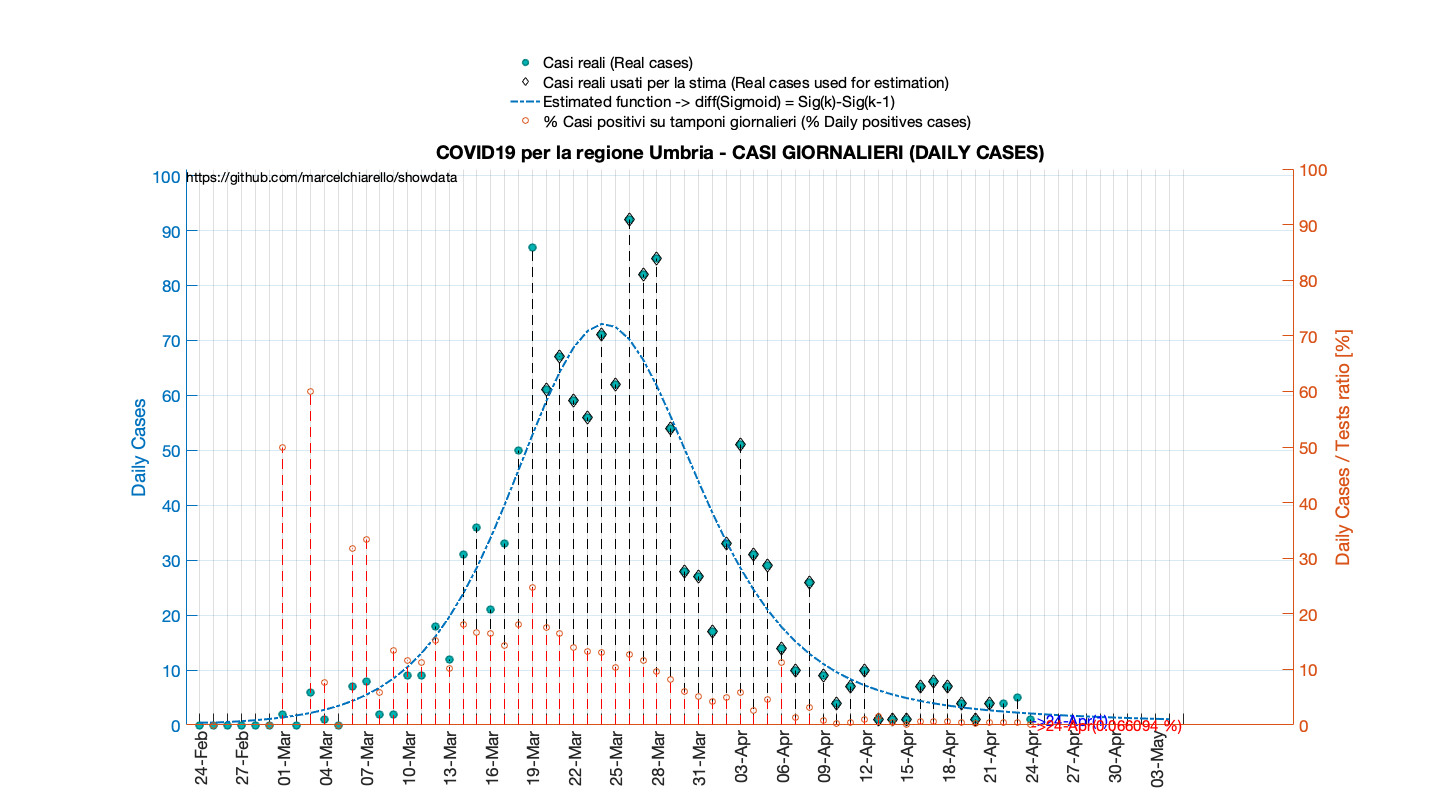 Casi reali (Real cases)
Casi reali usati per la stima (Real cases used for estimation)
Estimated function -> diff(Sigmoid) = Sig(k)-Sig(k-1)
% Casi positivi su tamponi giornalieri (% Daily positives cases)
COVID19 per la regione Umbria - CASI GIORNALIERI (DAILY CASES)
https://github.com/marcelchiarello/showdata
Daily Cases
100
90
80
70
60
50
40
30
20
10
0
100
90
80
70
60
50
40
30
20
10
0
Daily Cases / Tests ratio [%]
->24-Apr(0.066094 %)
24-Feb
27-Feb
01-Mar
04-Mar
07-Mar
10-Mar
13-Mar
16-Mar
19-Mar
22-Mar
25-Mar
28-Mar
31-Mar
03-Apr
06-Apr
09-Apr
12-Apr
15-Apr
18-Apr
21-Apr
24-Apr
27-Apr
30-Apr
03-May